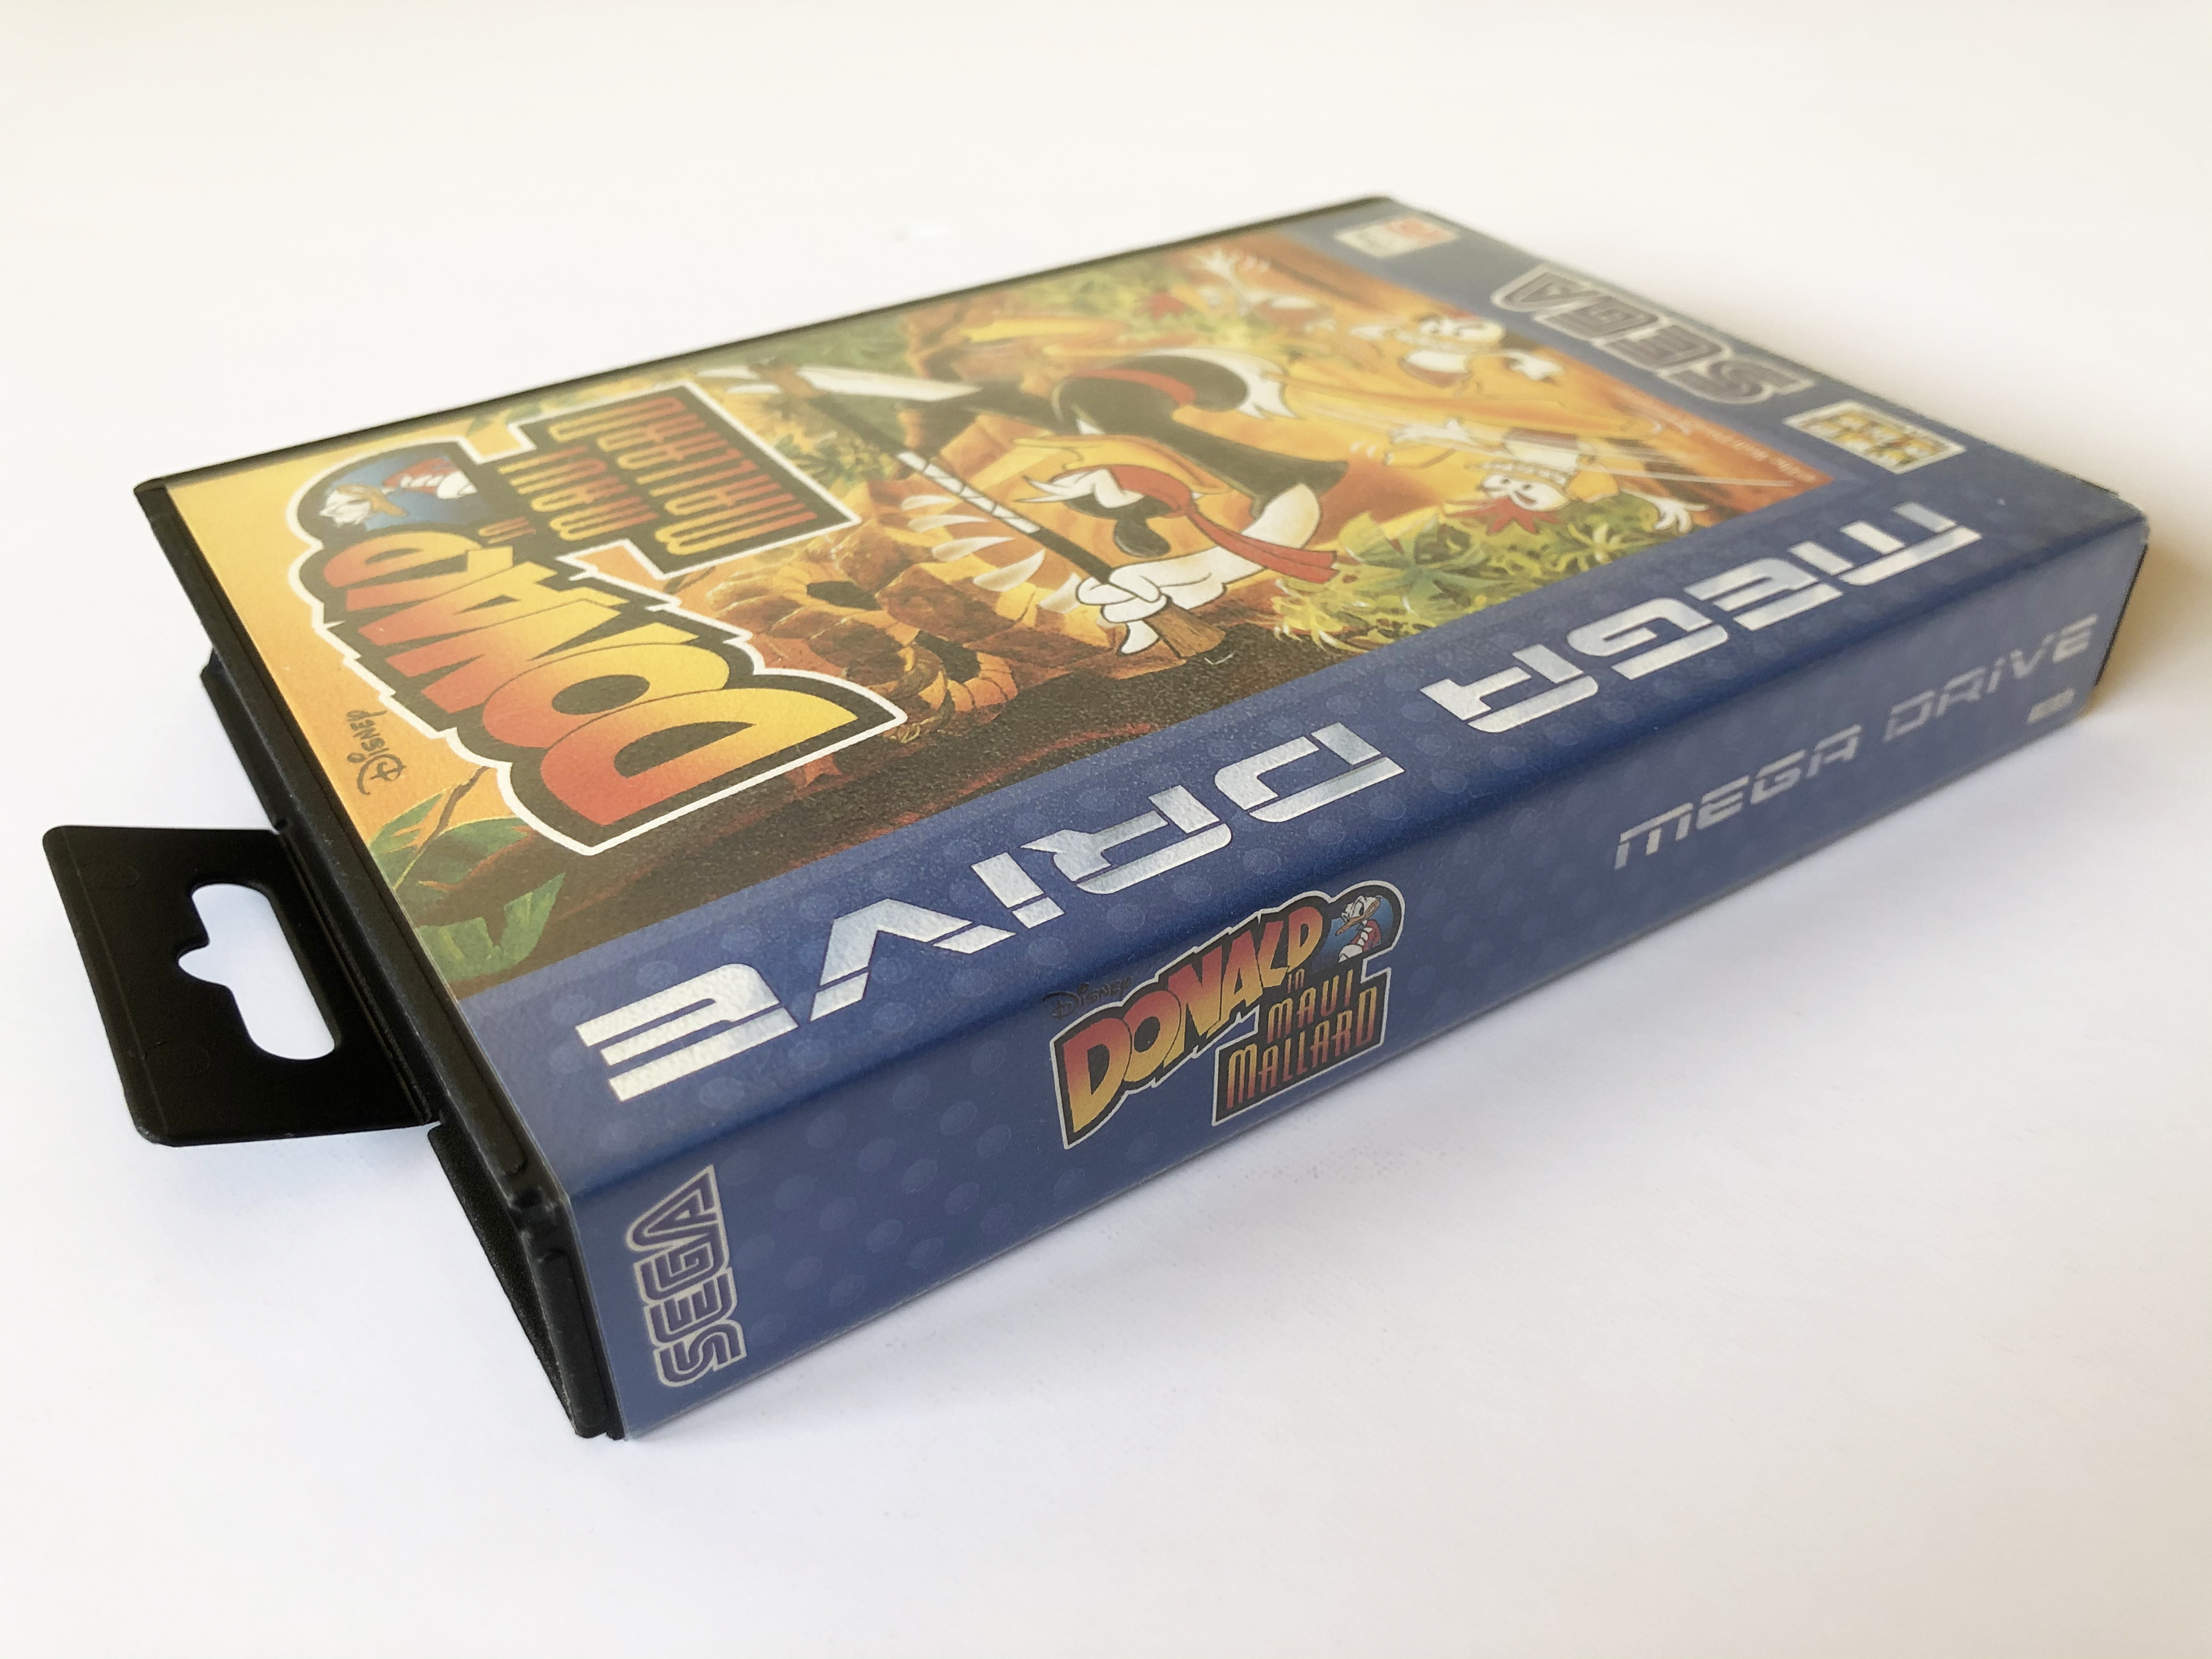 MEGA DRIVE
SEGA
Disney
DONALD
in
MAUI
MALLARD
SEGA
Disney
DONALD
in
MAUI
MALLARD
MEGA DRIVE